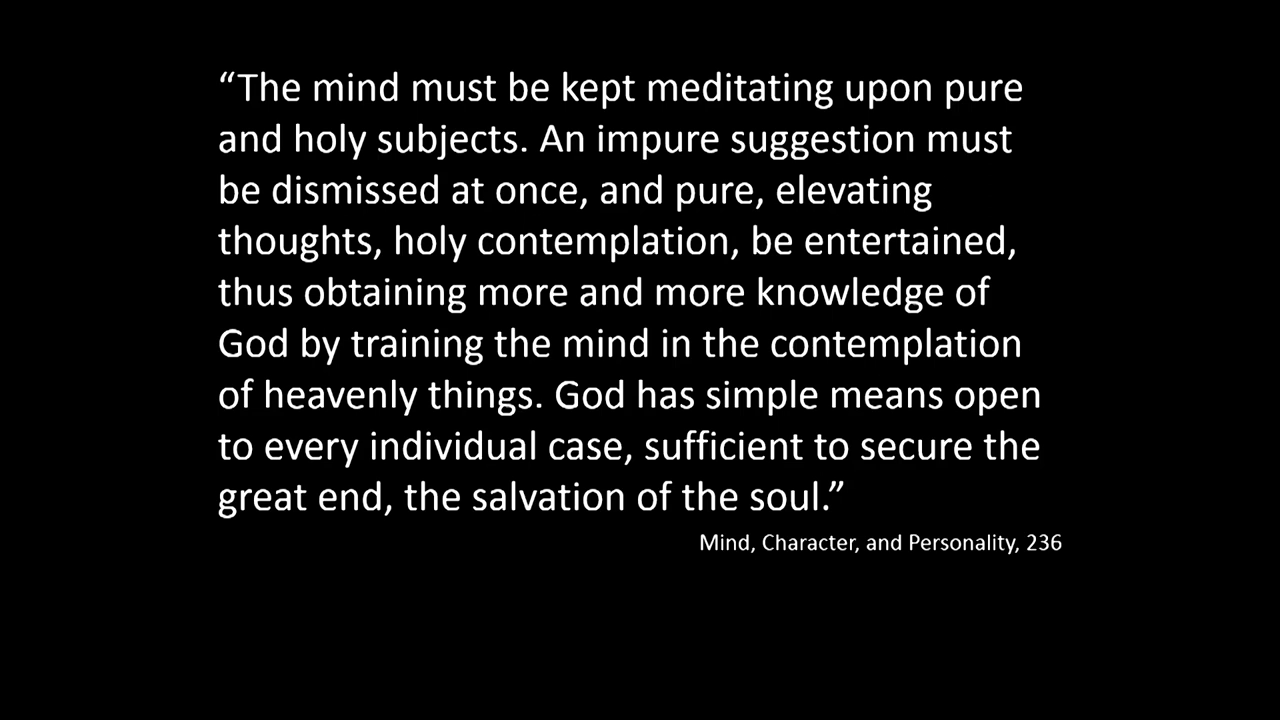 “The mind must be kept meditating upon pure
and holy subjects. An impure suggestion must
be dismissed at once, and pure, elevating
thoughts, holy contemplation, be entertained,
thus obtaining more and more knowledge of
God by training the mind in the contemplation
of heavenly things. God has simple means open
to every individual case, sufficient to secure the
great end, the salvation of the soul.”
Mind, Character, and Personality, 236